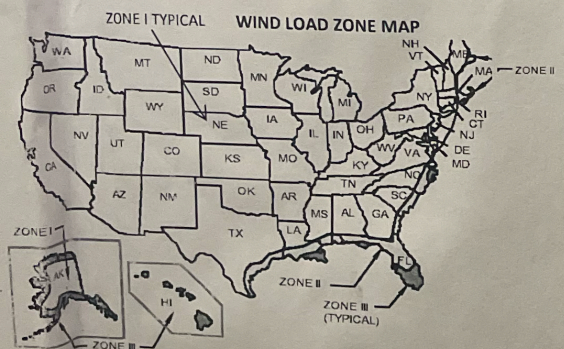 ZONE I TYPICAL
WIND LOAD ZONE MAP
WA
MT
ND
MN
NH
VT
ME
MA
ZONE II
OR
ID
SD
WI
MI
NY
WY
RI
CT
NE
IA
PA
NJ
NV
UT
CO
IL
IN
OH
WV
VA
DE
MD
CA
KS
MO
KY
NC
AZ
NM
OK
AR
TN
SC
TX
LA
MS
AL
GA
FL
ZONE I
AK
HI
ZONE II
ZONE III
(TYPICAL)
ZONE III